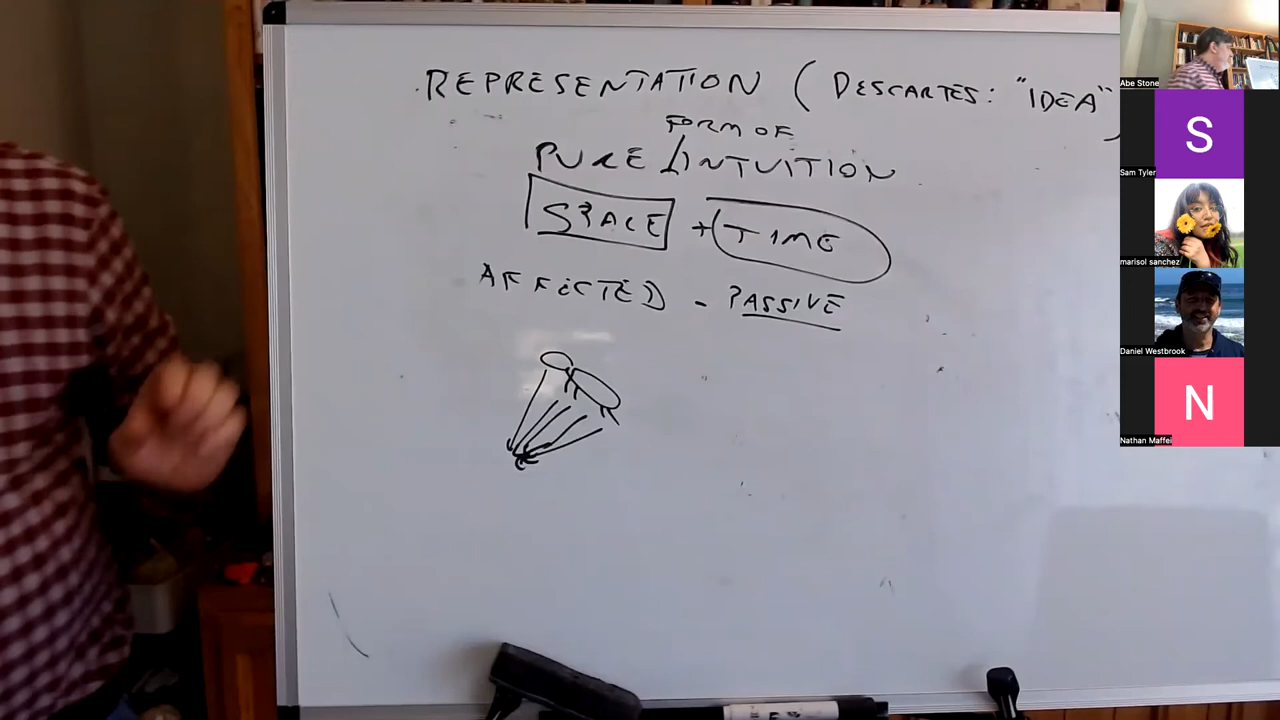 REPRESENTATION (DESCARTES: "IDEA")
FORM OF
PURE INTUITION
SPACE + TIME
AFFECTED - PASSIVE
Abe Stone
S
Sam Tyler
marisol sanchez
Daniel Westbrook
N
Nathan Maffei